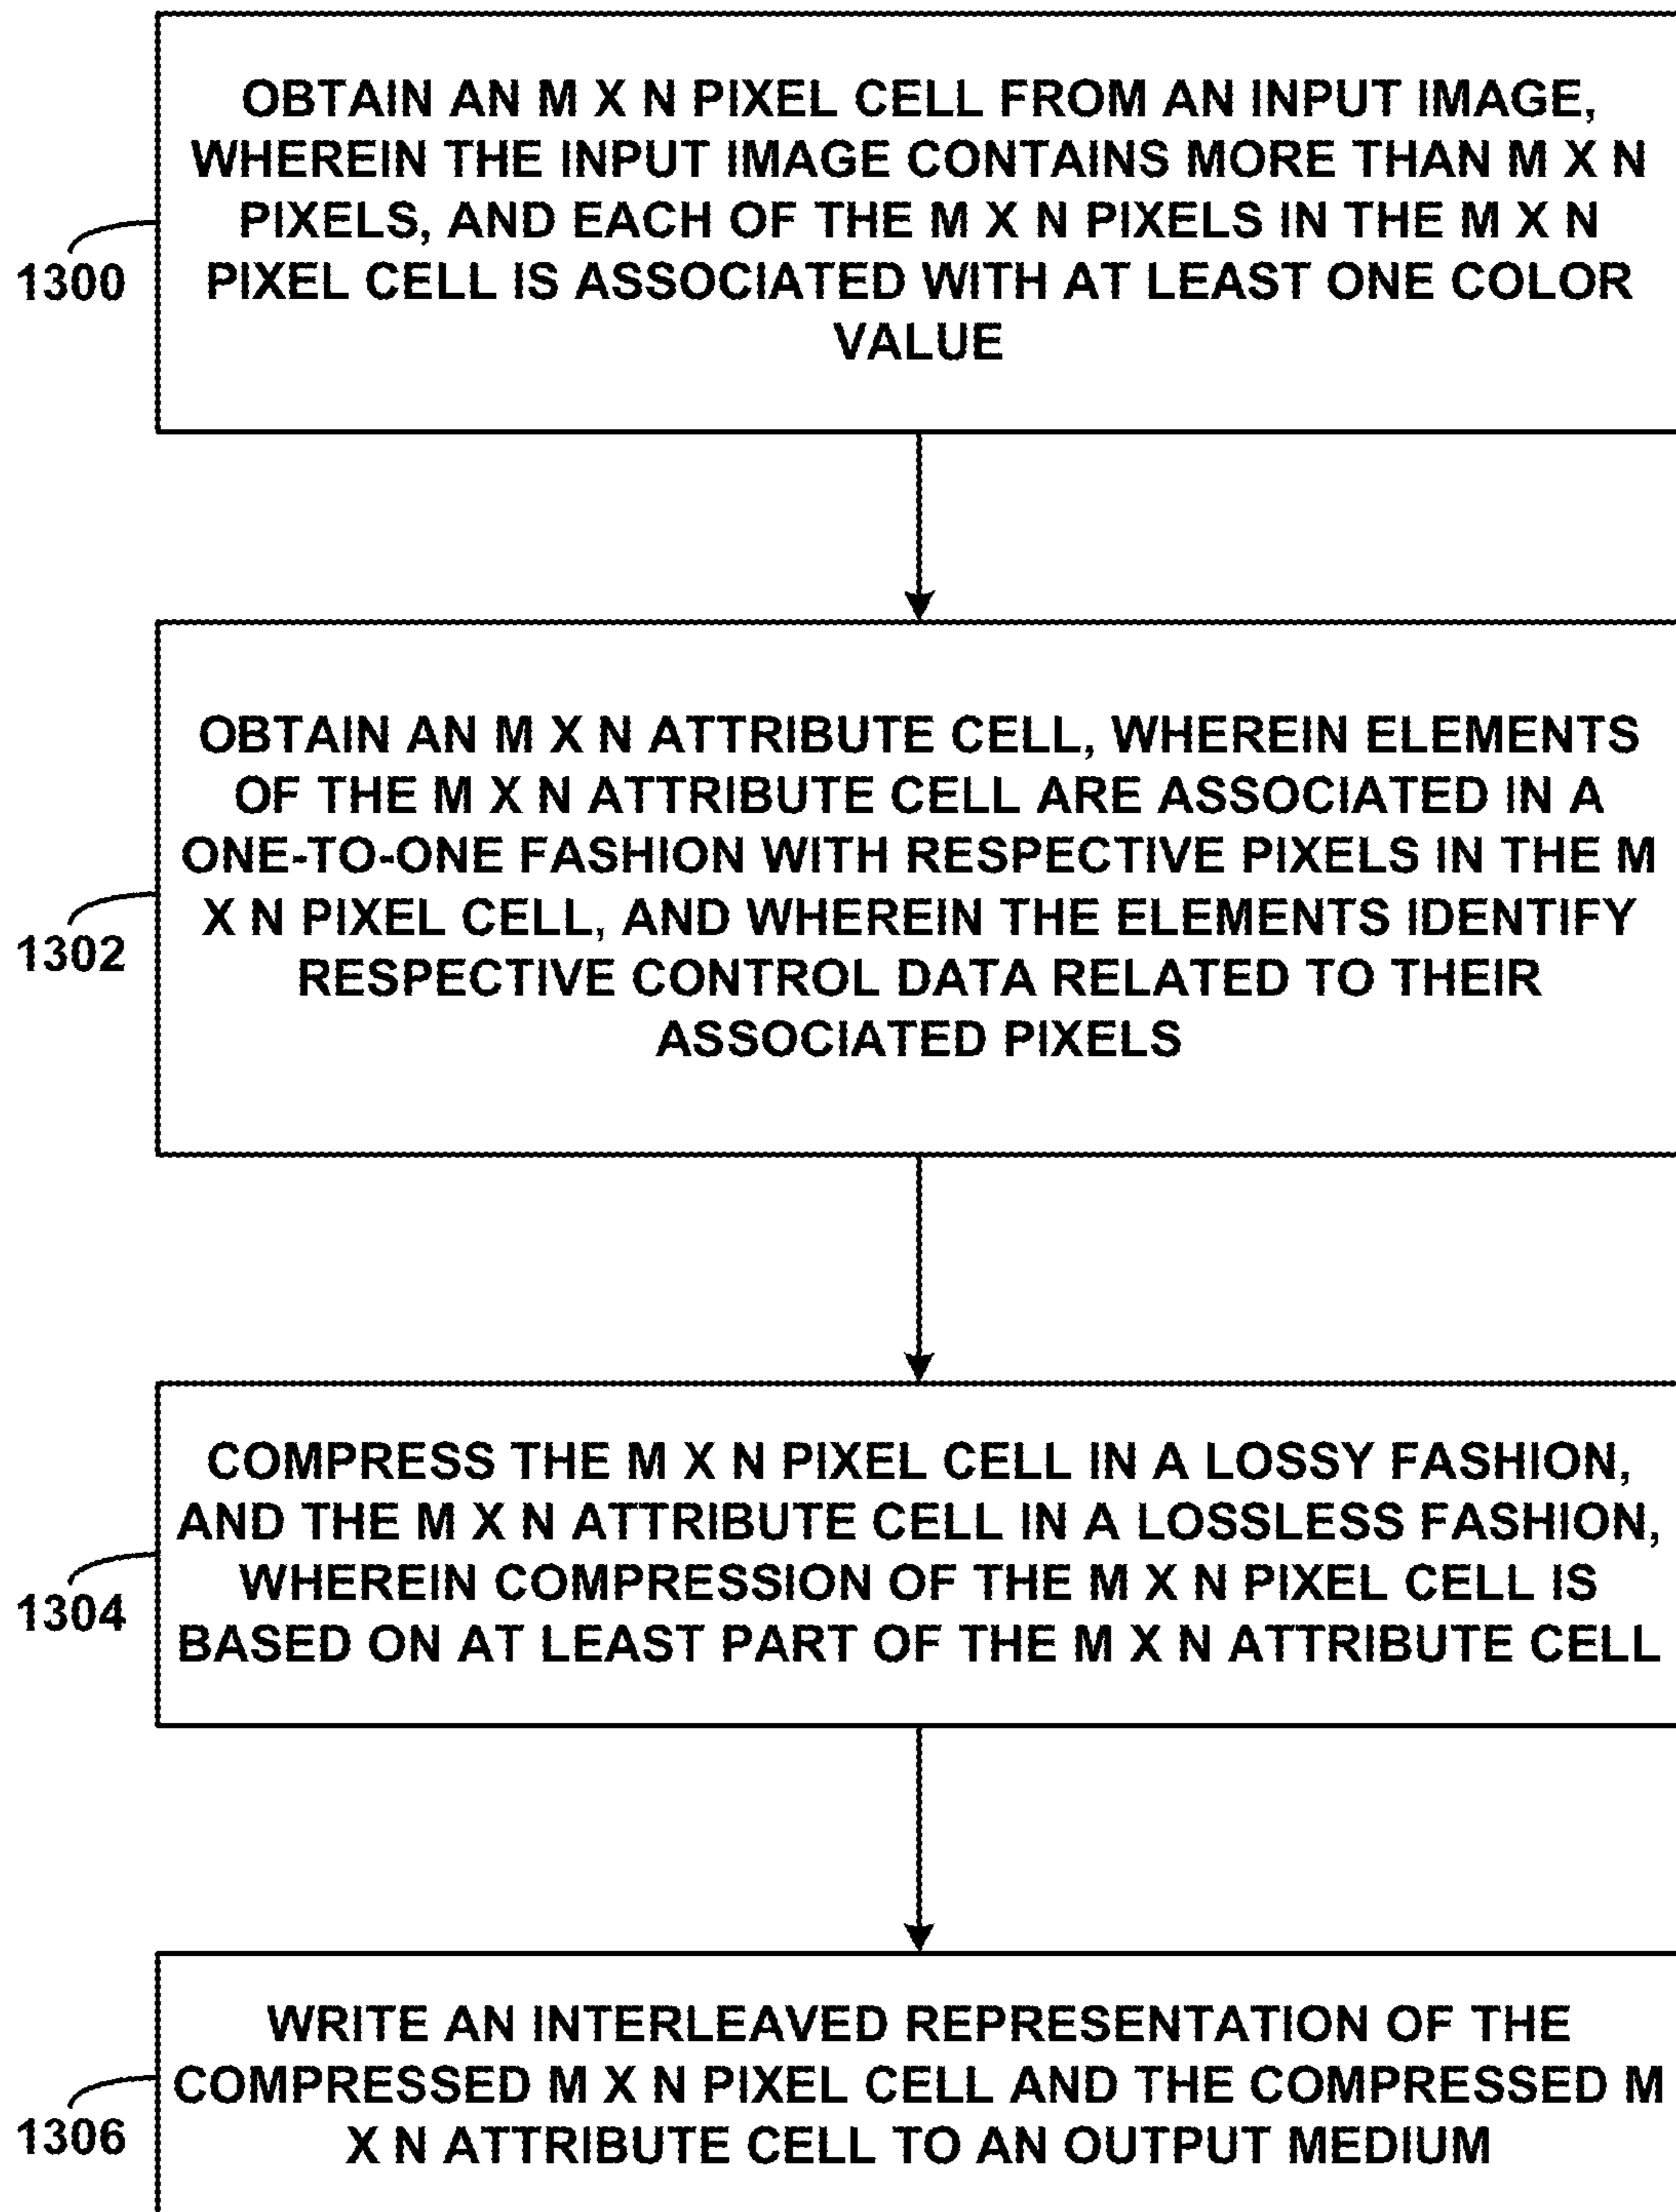 OBTAIN AN M X N PIXEL CELL FROM AN INPUT IMAGE,
WHEREIN THE INPUT IMAGE CONTAINS MORE THAN M X N
PIXELS, AND EACH OF THE M X N PIXELS IN THE M X N
PIXEL CELL IS ASSOCIATED WITH AT LEAST ONE COLOR
VALUE
1300
OBTAIN AN M X N ATTRIBUTE CELL, WHEREIN ELEMENTS
OF THE M X N ATTRIBUTE CELL ARE ASSOCIATED IN A
ONE-TO-ONE FASHION WITH RESPECTIVE PIXELS IN THE M
X N PIXEL CELL, AND WHEREIN THE ELEMENTS IDENTIFY
RESPECTIVE CONTROL DATA RELATED TO THEIR
ASSOCIATED PIXELS
1302
COMPRESS THE M X N PIXEL CELL IN A LOSSY FASHION,
AND THE M X N ATTRIBUTE CELL IN A LOSSLESS FASHION,
WHEREIN COMPRESSION OF THE M X N PIXEL CELL IS
BASED ON AT LEAST PART OF THE M X N ATTRIBUTE CELL
1304
WRITE AN INTERLEAVED REPRESENTATION OF THE
COMPRESSED M X N PIXEL CELL AND THE COMPRESSED M
X N ATTRIBUTE CELL TO AN OUTPUT MEDIUM
1306